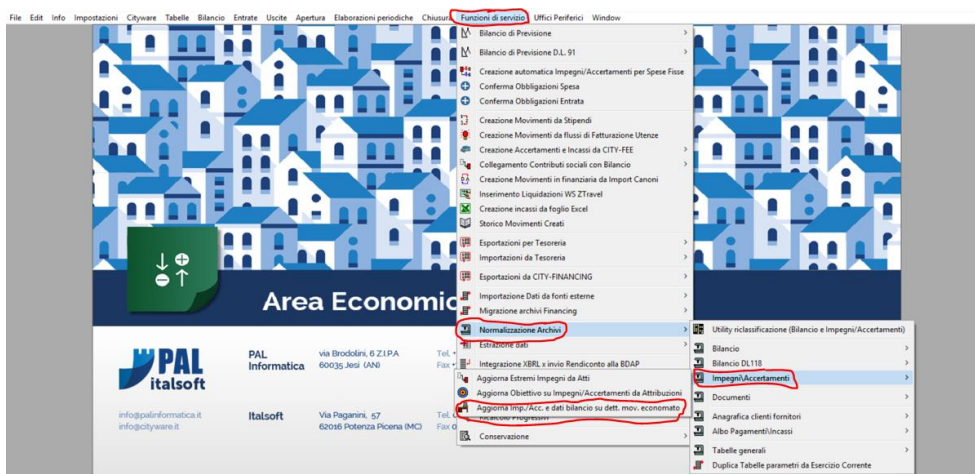 File Edit Info Impostazioni Cityware Tabelle Bilancio Entrate Uscite Apertura Elaborazioni periodiche Chiusura Funzioni di servizio Uffici Periferici Window
Bilancio di Previsione
Bilancio di Previsione D.L. 91
Creazione automatica Impegni/Accertamenti per Spese Fisse
Conferma Obbligazioni Spesa
Conferma Obbligazioni Entrata
Creazione Movimenti da Stipendi
Creazione Movimenti da flussi di Fatturazione Utenze
Creazione Accertamenti e Incassi da CITY-FEE
Collegamento Contributi sociali con Bilancio
Creazione Movimenti in finanziaria da Import Canoni
Inserimento Liquidazioni WS ZTravel
Creazione incassi da foglio Excel
Storico Movimenti Creati
Esportazioni per Tesoreria
Importazioni da Tesoreria
Esportazioni da CITY-FINANCING
Importazione Dati da fonti esterne
Migrazione archivi Financing
Normalizzazione Archivi
Estrazione dati
Integrazione XBRL x invio Rendiconto alla BDAP
Aggiorna Estremi Impegni da Atti
Aggiorna Obiettivo su Impegni/Accertamenti da Attribuzioni
Aggiorna Imp./Acc. e dati bilancio su dett. mov. economato
Ricalcolo Progressivi
Conservazione
Utility riclassificazione (Bilancio e Impegni/Accertamenti)
Bilancio
Bilancio DL118
Impegni\Accertamenti
Documenti
Anagrafica clienti fornitori
Albo Pagamenti\Incassi
Tabelle generali
Duplica Tabelle parametri da Esercizio Corrente
Area Economic
PAL
italsoft
PAL
Informatica
via Brodolini, 6 Z.I.P.A
60035 Jesi (AN)
Tel.
Fax
info@palinformatica.it
info@cityware.it
Italsoft
Via Paganini, 57
62016 Potenza Picena (MC)
Tel.
Fax